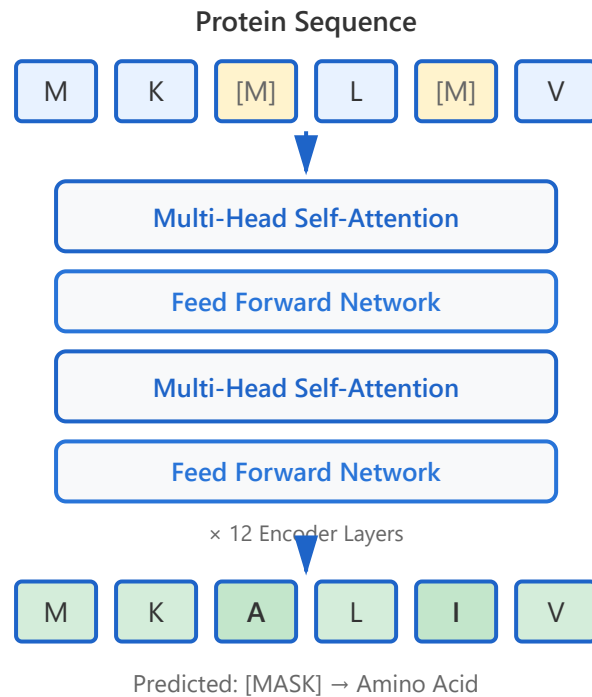 Protein Sequence
M K [M] L [M] V
Multi-Head Self-Attention
Feed Forward Network
Multi-Head Self-Attention
Feed Forward Network
× 12 Encoder Layers
M K A L I V
Predicted: [MASK] → Amino Acid